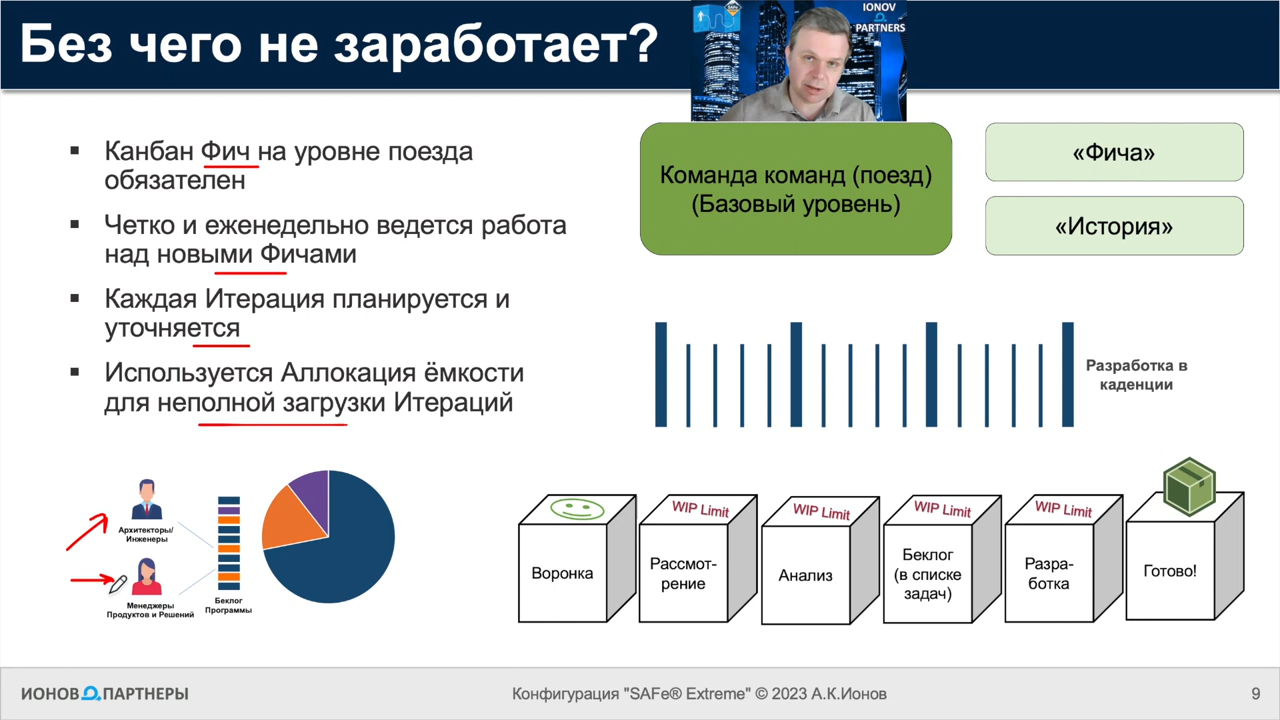 Без чего не заработает?
IONOV
PARTNERS
SAFe
▪ Канбан Фич на уровне поезда
обязателен
▪ Четко и еженедельно ведется работа
над новыми Фичами
▪ Каждая Итерация планируется и
уточняется
▪ Используется Аллокация ёмкости
для неполной загрузки Итераций
Команда команд (поезд)
(Базовый уровень)
«Фича»
«История»
Разработка в
каденции
Архитекторы/
Инженеры
Менеджеры
Продуктов и Решений
Беклог
Программы
Воронка
WIP Limit
Рассмот-
рение
WIP Limit
Анализ
WIP Limit
Беклог
(в списке
задач)
WIP Limit
Разра-
ботка
Готово!
ИОНОВ ПАРТНЕРЫ
Конфигурация "SAFe® Extreme" © 2023 А.К.Ионов
9